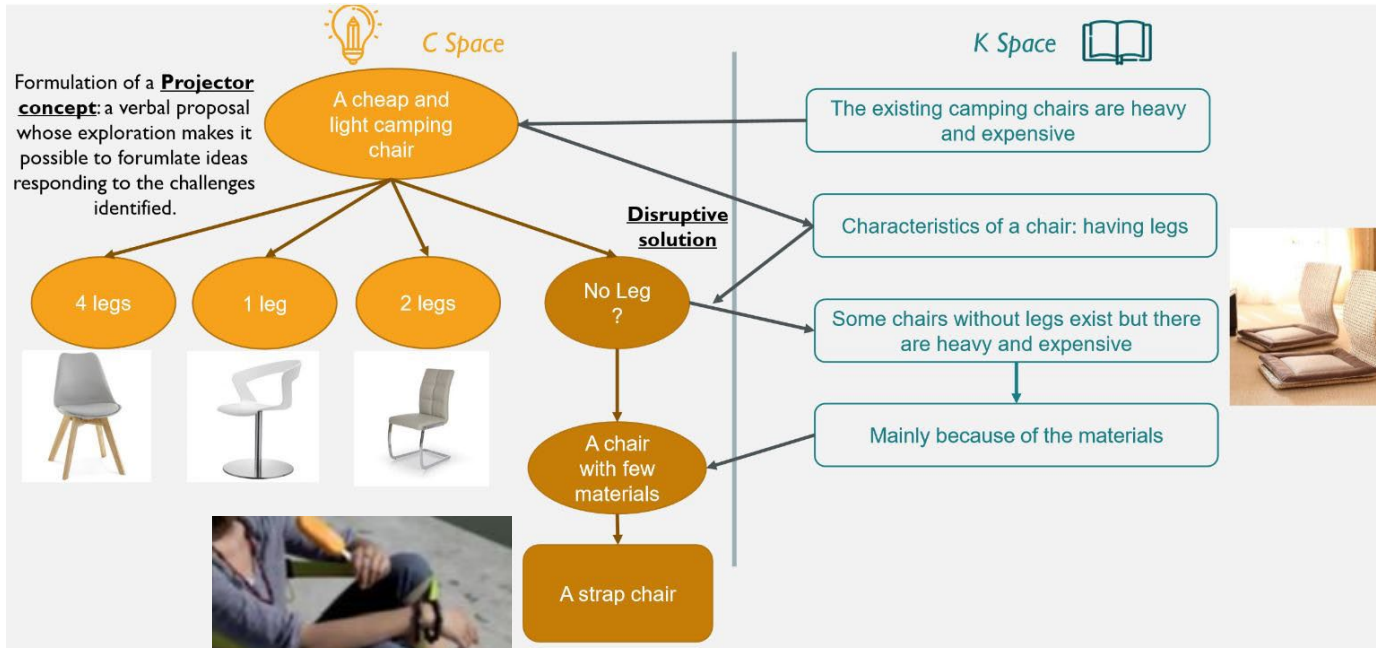 C Space
K Space
Formulation of a Projector
concept: a verbal proposal
whose exploration makes it
possible to forumlate ideas
responding to the challenges
identified.
A cheap and
light camping
chair
The existing camping chairs are heavy
and expensive
Disruptive
solution
Characteristics of a chair: having legs
4 legs
1 leg
2 legs
No Leg
?
Some chairs without legs exist but there
are heavy and expensive
A chair
with few
materials
Mainly because of the materials
A strap chair